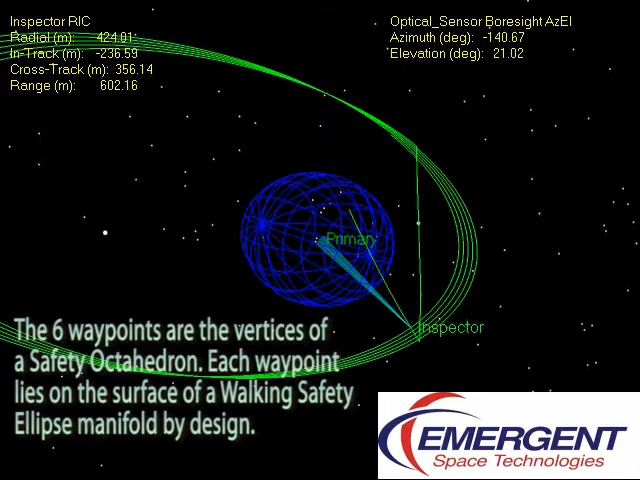 Inspector RIC
Radial (m): 424.01
In-Track (m): -236.59
Cross-Track (m): 356.14
Range (m): 602.16
Optical_Sensor Boresight AzEl
Azimuth (deg): -140.67
Elevation (deg): 21.02
Primary
Inspector
The 6 waypoints are the vertices of
a Safety Octahedron. Each waypoint
lies on the surface of a Walking Safety
Ellipse manifold by design.
EMERGENT
Space Technologies